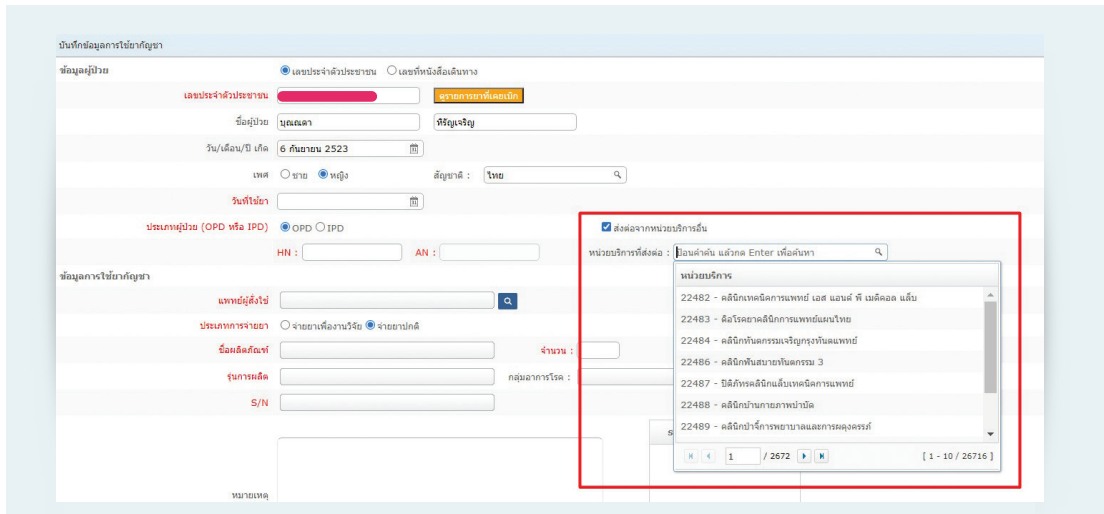 บันทึกข้อมูลการใช้ยากัญชา
ข้อมูลผู้ป่วย เลขประจำตัวประชาชน เลขที่หนังสือเดินทาง
เลขประจำตัวประชาชน ดูรายการยาที่เคยเบิก
ชื่อผู้ป่วย บุณณดา หิรัญเจริญ
วัน/เดือน/ปี เกิด 6 กันยายน 2523
เพศ ชาย หญิง สัญชาติ : ไทย
วันที่ใช้ยา
ประเภทผู้ป่วย (OPD หรือ IPD) OPD IPD ส่งต่อจากหน่วยบริการอื่น
HN : AN : หน่วยบริการที่ส่งต่อ : ป้อนคำค้น แล้วกด Enter เพื่อค้นหา
ข้อมูลการใช้ยากัญชา หน่วยบริการ
22482 - คลินิกเทคนิคการแพทย์ เอส แอนด์ พี เมดิคอล แล็บ
แพทย์ผู้สั่งใช้
22483 - คิอโรคยาคลินิกการแพทย์แผนไทย
ประเภทการจ่ายยา จ่ายยาเพื่องานวิจัย จ่ายยาปกติ
22484 - คลินิกทันตกรรมเจริญกรุงทันตแพทย์
ชื่อผลิตภัณฑ์ จำนวน :
22486 - คลินิกฟันสบายทันตกรรม 3
รุ่นการผลิต กลุ่มอาการโรค :
22487 - ปิติภัทรคลินิกแล็บเทคนิคการแพทย์
S/N
22488 - คลินิกบ้านกายภาพบำบัด
22489 - คลินิกป่าจี้การพยาบาลและการผดุงครรภ์
1 / 2672 [ 1 - 10 / 26716 ]
หมายเหตุ